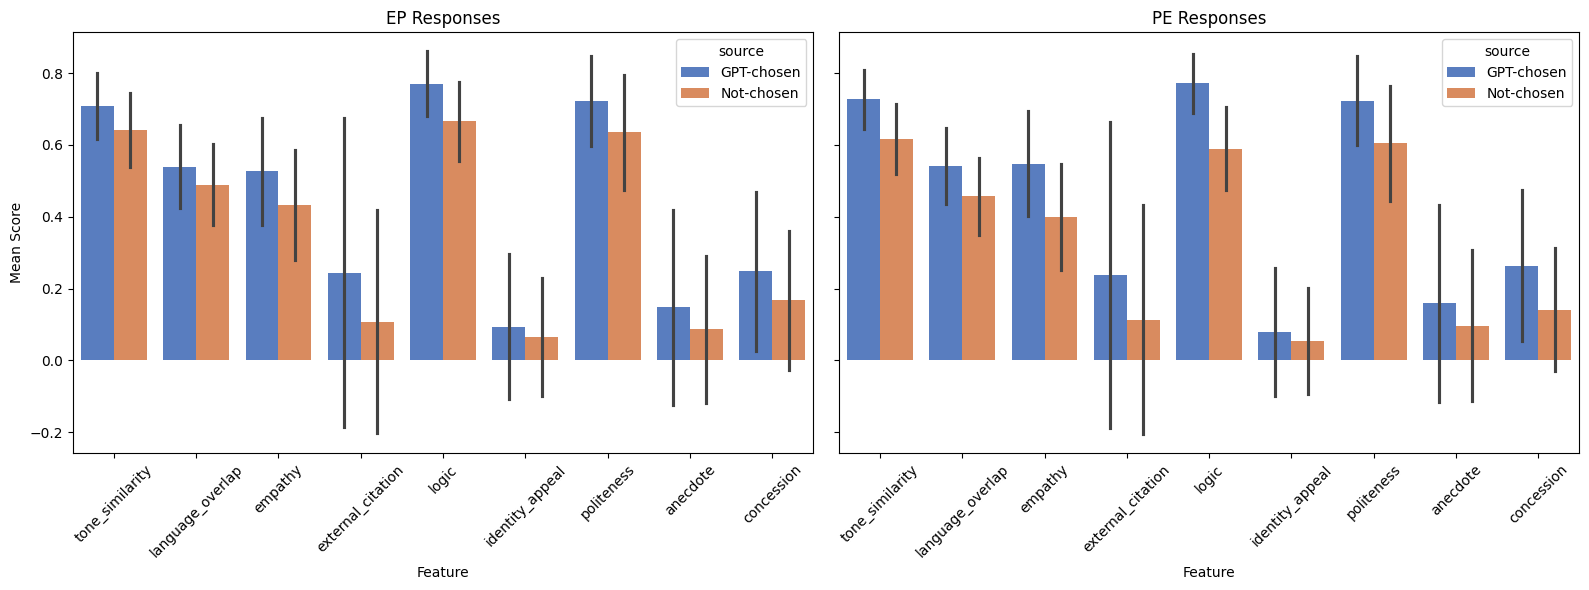 EP Responses
source
GPT-chosen
Not-chosen
Mean Score
0.8
0.6
0.4
0.2
0.0
−0.2
tone_similarity
language_overlap
empathy
external_citation
logic
identity_appeal
politeness
anecdote
concession
Feature
PE Responses
source
GPT-chosen
Not-chosen
tone_similarity
language_overlap
empathy
external_citation
logic
identity_appeal
politeness
anecdote
concession
Feature